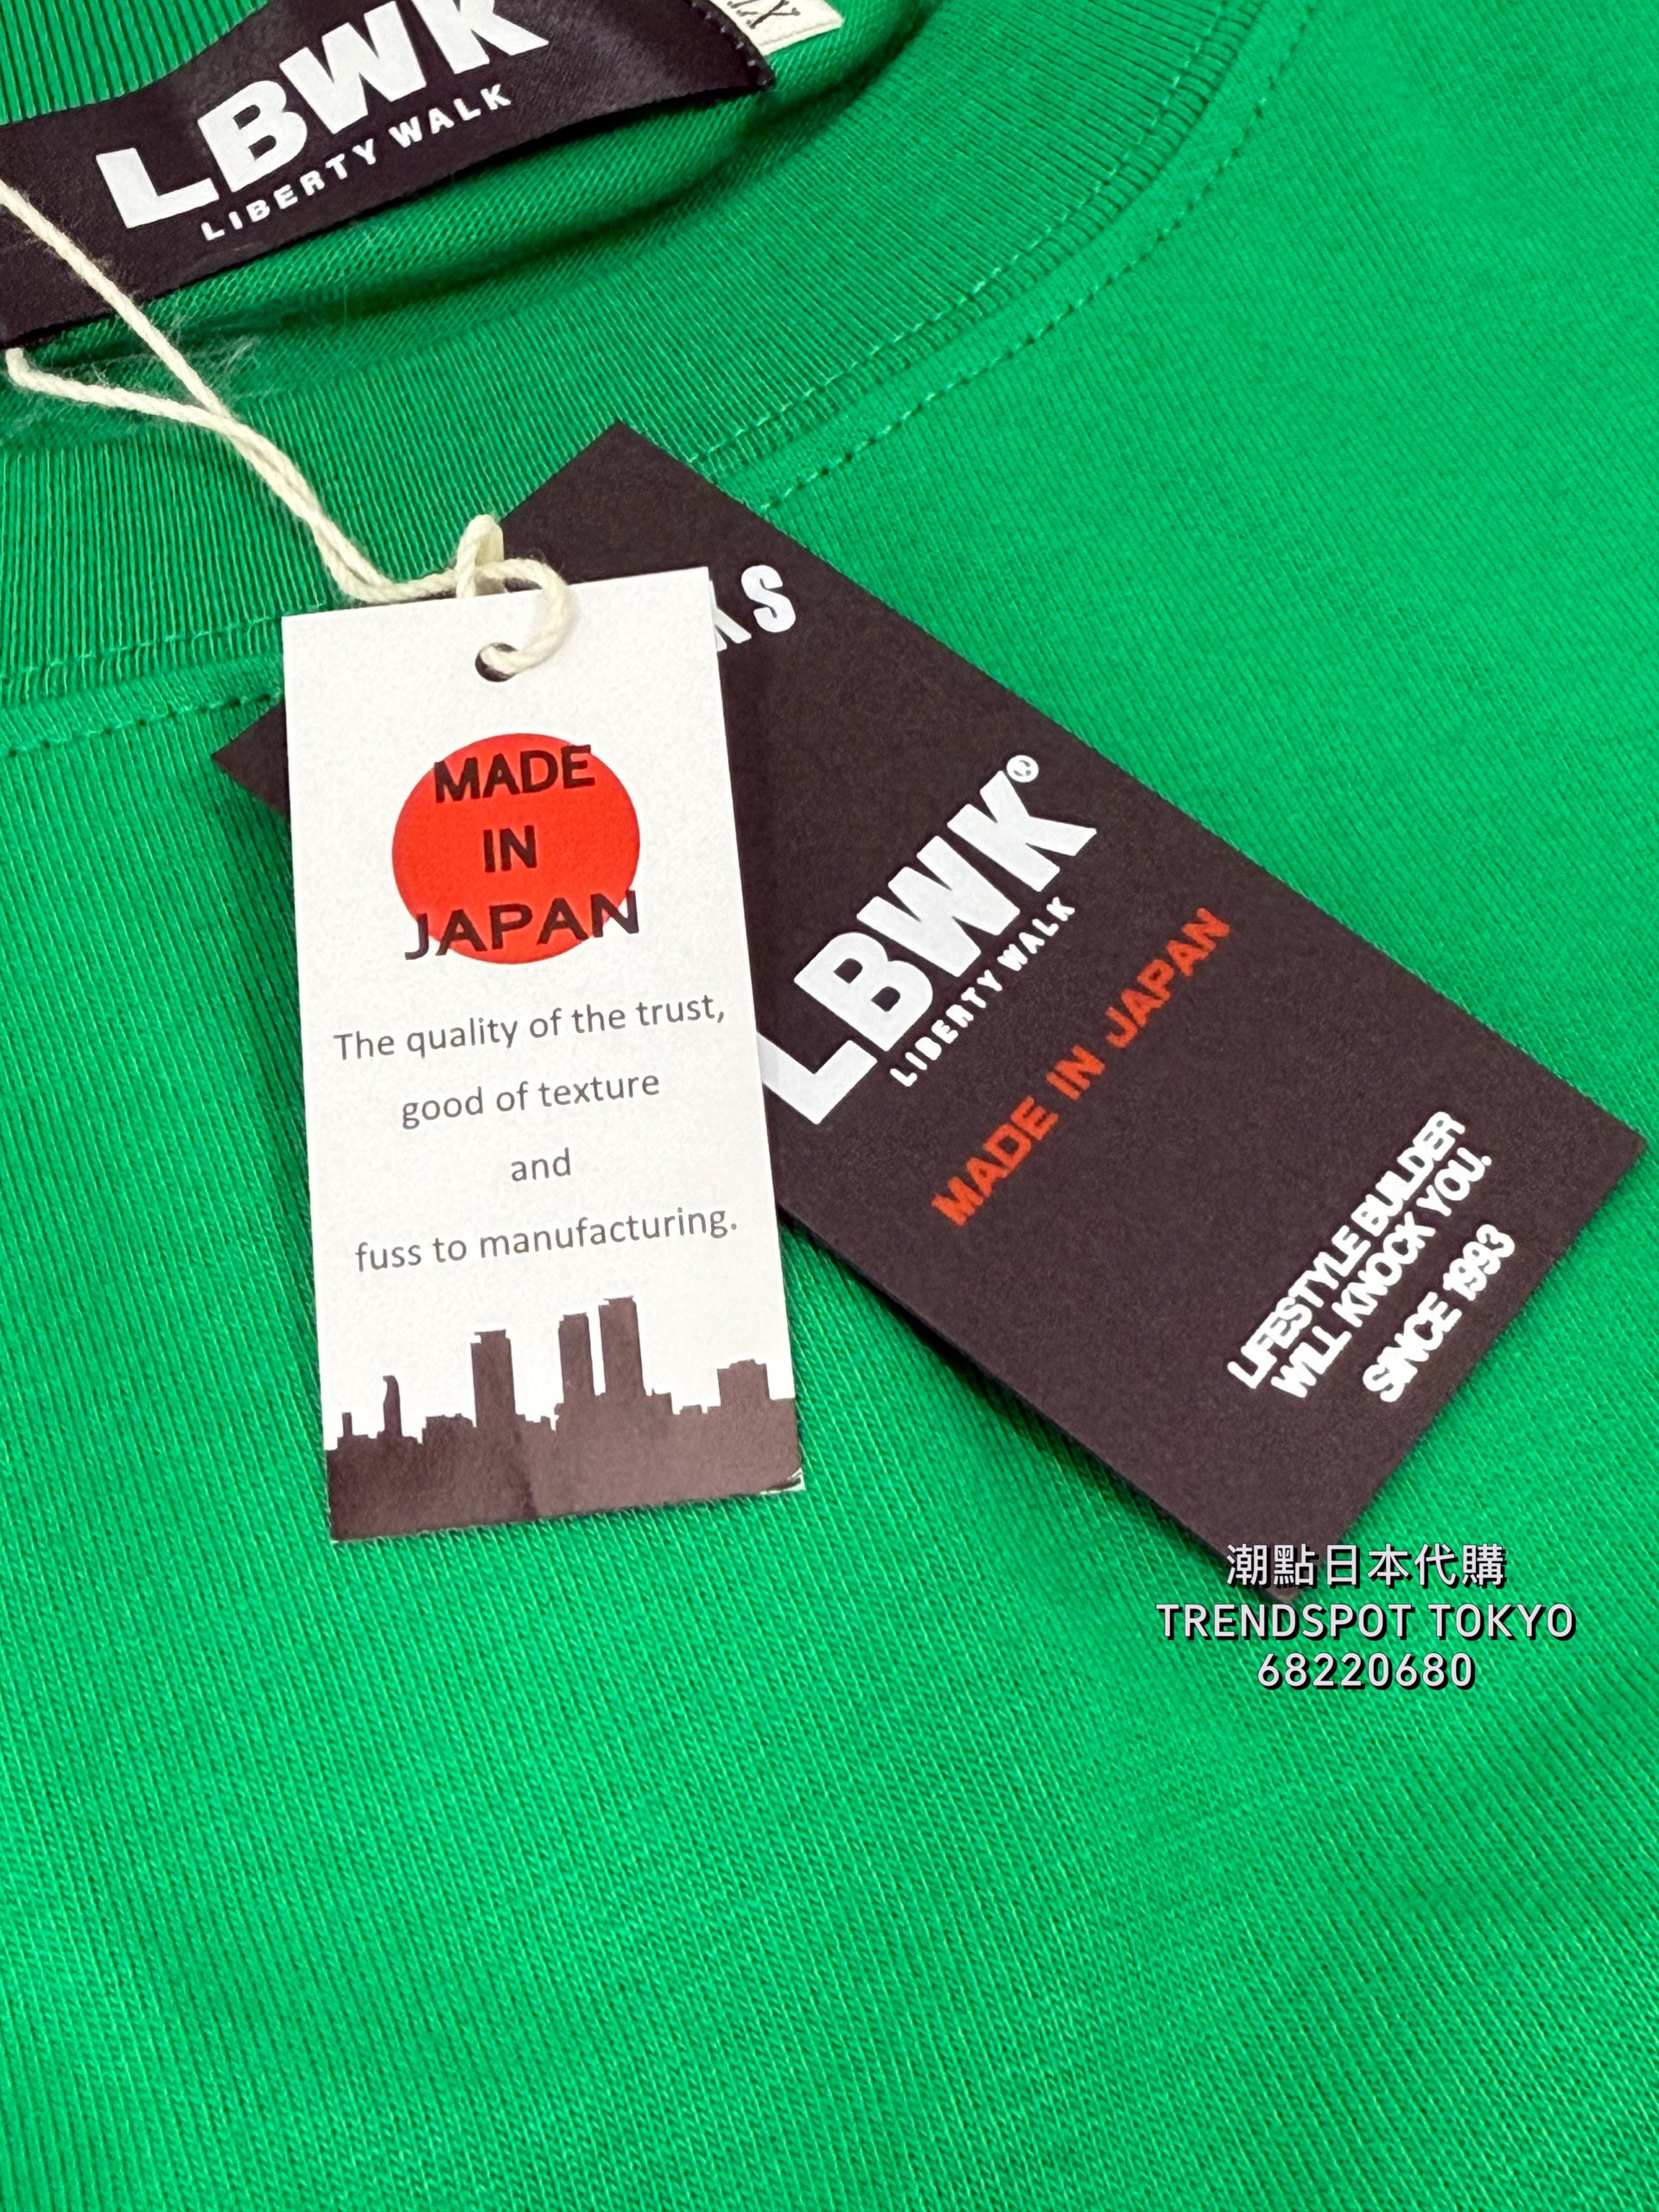 LBWK
LIBERTY WALK
MADE
IN
JAPAN
The quality of the trust,
good of texture
and
fuss to manufacturing.
LBWK®
LIBERTY WALK
MADE IN JAPAN
LIFESTYLE BUILDER
WILL KNOCK YOU.
SINCE 1993
潮點日本代購
TRENDSPOT TOKYO
68220680